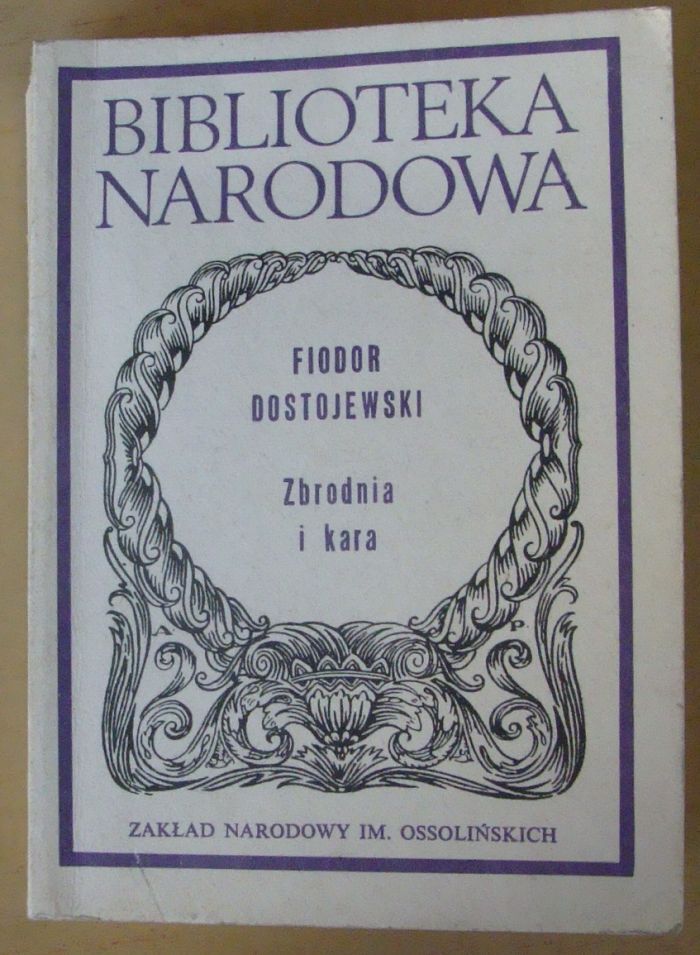 BIBLIOTEKA
NARODOWA
FIODOR
DOSTOJEWSKI
Zbrodnia
i kara
A. P.
ZAKŁAD NARODOWY IM. OSSOLIŃSKICH